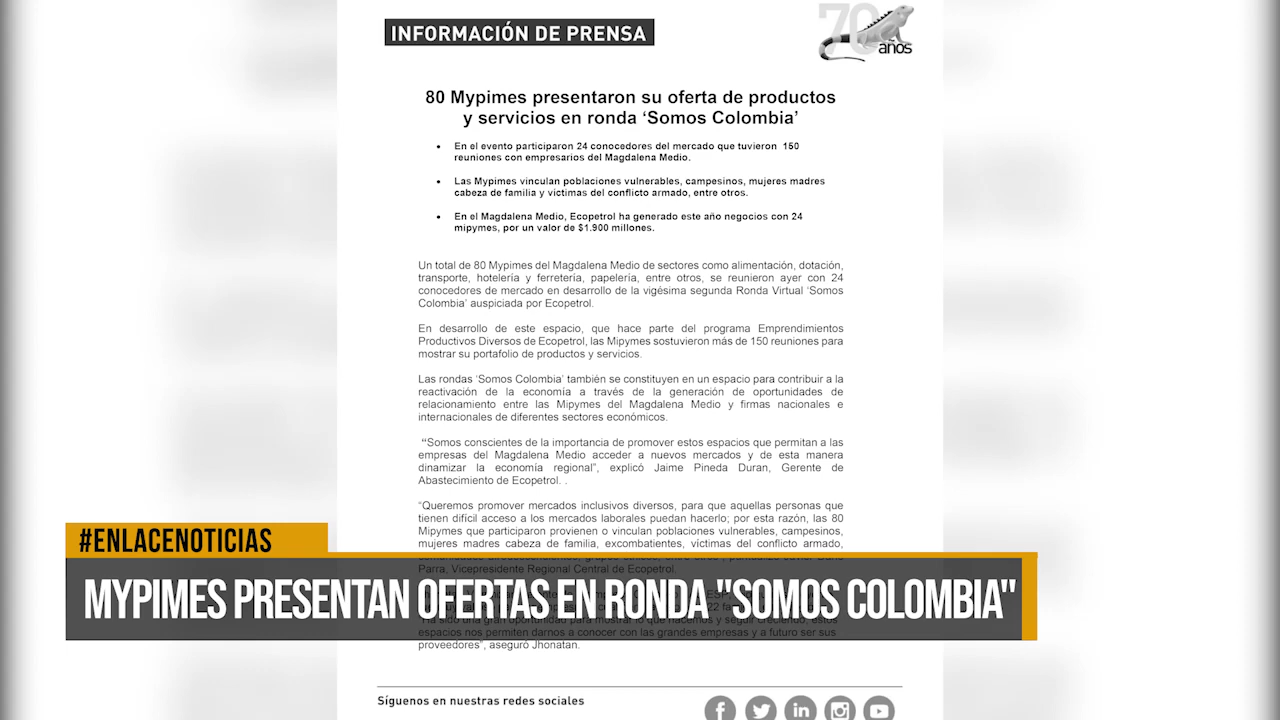 INFORMACIÓN DE PRENSA
70 años
80 Mypimes presentaron su oferta de productos
y servicios en ronda ‘Somos Colombia’
• En el evento participaron 24 conocedores del mercado que tuvieron 150
reuniones con empresarios del Magdalena Medio.
• Las Mypimes vinculan poblaciones vulnerables, campesinos, mujeres madres
cabeza de familia y victimas del conflicto armado, entre otros.
• En el Magdalena Medio, Ecopetrol ha generado este año negocios con 24
mipymes, por un valor de $1.900 millones.
Un total de 80 Mypimes del Magdalena Medio de sectores como alimentación, dotación,
transporte, hotelería y ferretería, papelería, entre otros, se reunieron ayer con 24
conocedores de mercado en desarrollo de la vigésima segunda Ronda Virtual ‘Somos
Colombia’ auspiciada por Ecopetrol.
En desarrollo de este espacio, que hace parte del programa Emprendimientos
Productivos Diversos de Ecopetrol, las Mipymes sostuvieron más de 150 reuniones para
mostrar su portafolio de productos y servicios.
Las rondas ‘Somos Colombia’ también se constituyen en un espacio para contribuir a la
reactivación de la economía a través de la generación de oportunidades de
relacionamiento entre las Mipymes del Magdalena Medio y firmas nacionales e
internacionales de diferentes sectores económicos.
“Somos conscientes de la importancia de promover estos espacios que permitan a las
empresas del Magdalena Medio acceder a nuevos mercados y de esta manera
dinamizar la economía regional”, explicó Jaime Pineda Duran, Gerente de
Abastecimiento de Ecopetrol. .
“Queremos promover mercados inclusivos diversos, para que aquellas personas que
tienen difícil acceso a los mercados laborales puedan hacerlo; por esta razón, las 80
Mipymes que participaron provienen o vinculan poblaciones vulnerables, campesinos,
mujeres madres cabeza de familia, excombatientes, víctimas del conflicto armado,
Parra, Vicepresidente Regional Central de Ecopetrol.
#ENLACENOTICIAS
MYPIMES PRESENTAN OFERTAS EN RONDA "SOMOS COLOMBIA"
espacios nos permiten darnos a conocer con las grandes empresas y a futuro ser sus
proveedores”, aseguró Jhonatan.
Síguenos en nuestras redes sociales